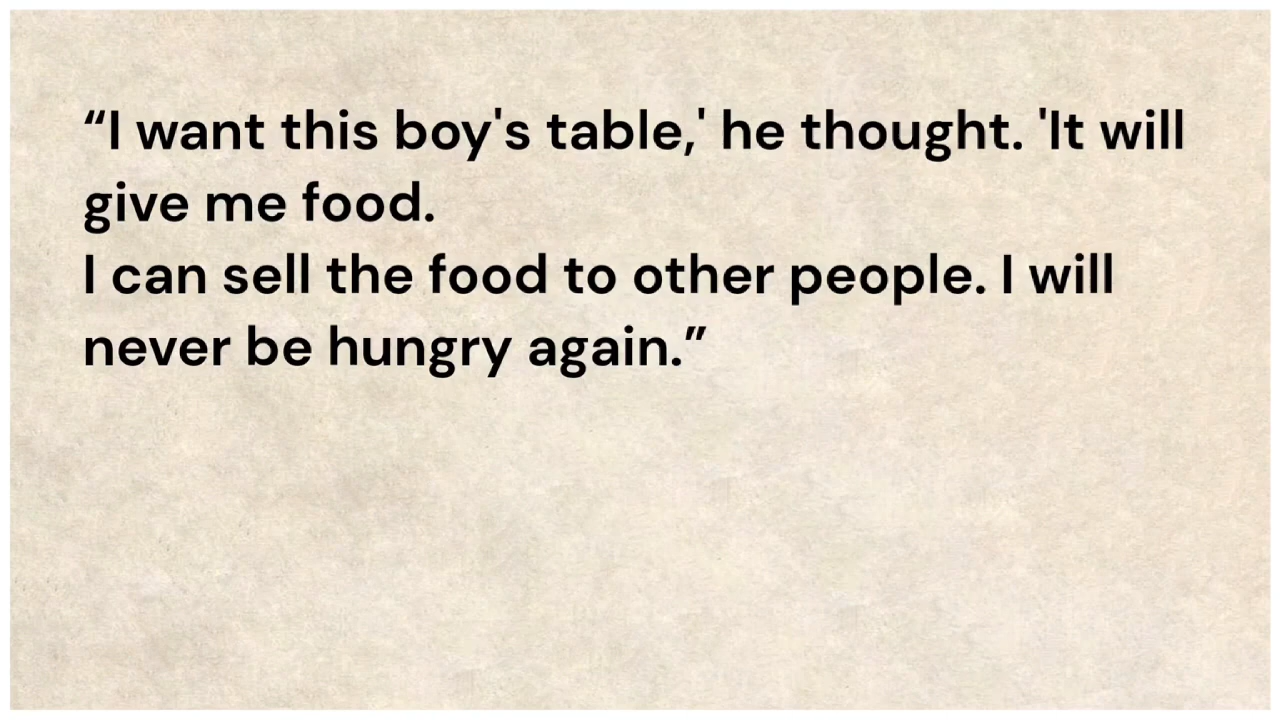 “I want this boy's table,' he thought. 'It will
give me food.
I can sell the food to other people. I will
never be hungry again.”